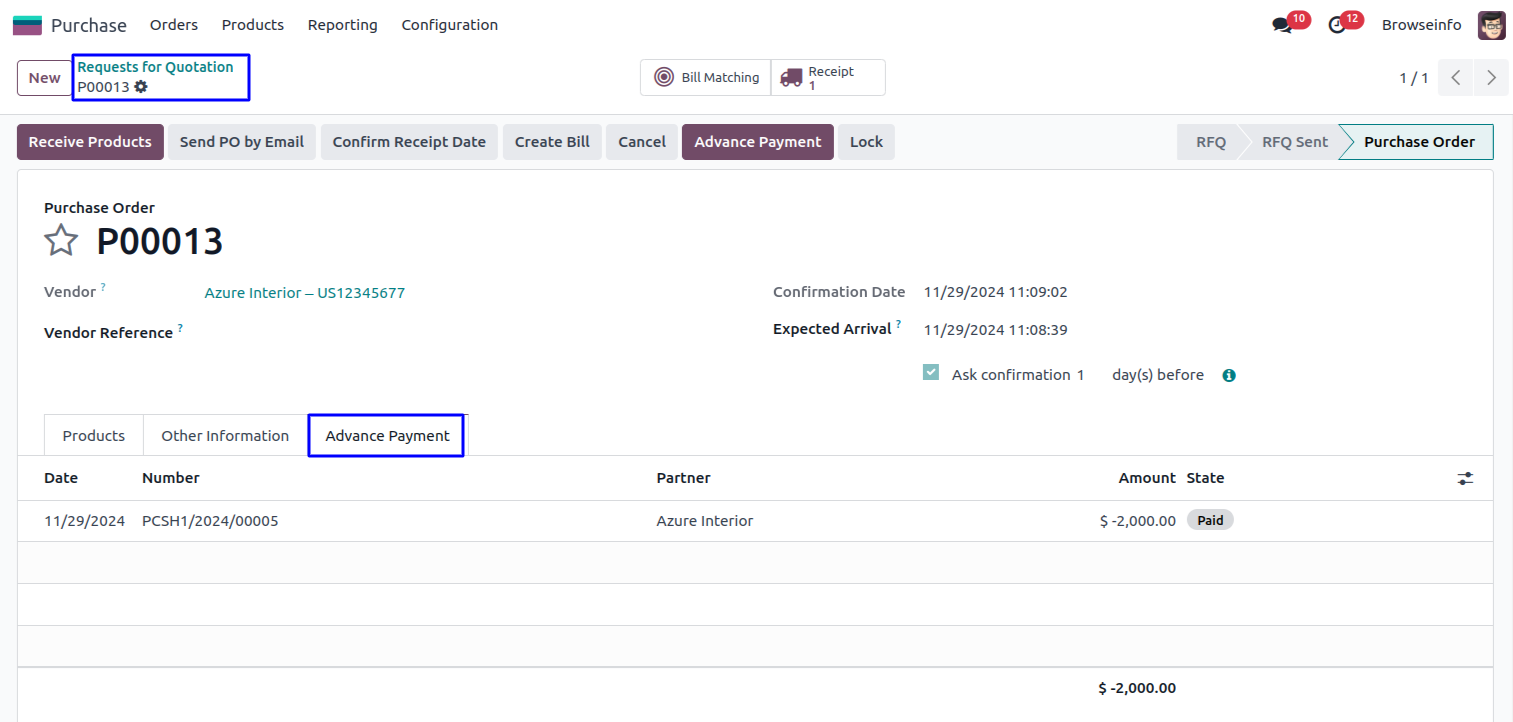 Purchase Orders Products Reporting Configuration 10 12 Browseinfo
New Requests for Quotation
P00013
Bill Matching Receipt 1 1 / 1
Receive Products Send PO by Email Confirm Receipt Date Create Bill Cancel Advance Payment Lock RFQ RFQ Sent Purchase Order
Purchase Order
P00013
Vendor ? Azure Interior – US12345677 Confirmation Date 11/29/2024 11:09:02
Vendor Reference ? Expected Arrival ? 11/29/2024 11:08:39
Ask confirmation 1 day(s) before
Products Other Information Advance Payment
Date Number Partner Amount State
11/29/2024 PCSH1/2024/00005 Azure Interior $ -2,000.00 Paid
$ -2,000.00